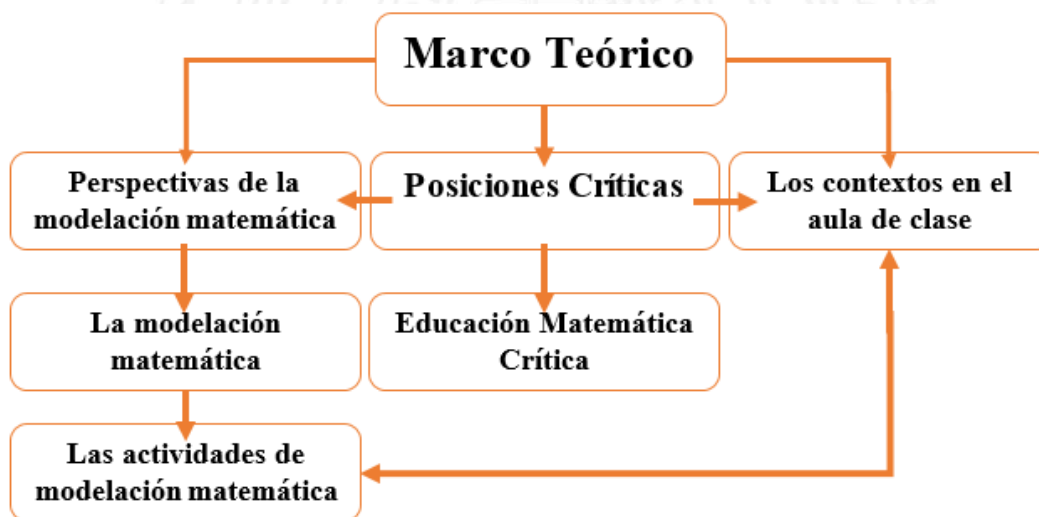 Marco Teórico
Perspectivas de la
modelación matemática
Posiciones Críticas
Los contextos en el
aula de clase
La modelación
matemática
Educación Matemática
Crítica
Las actividades de
modelación matemática